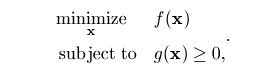 minimize f(x)
x
subject to g(x) ≥ 0, .